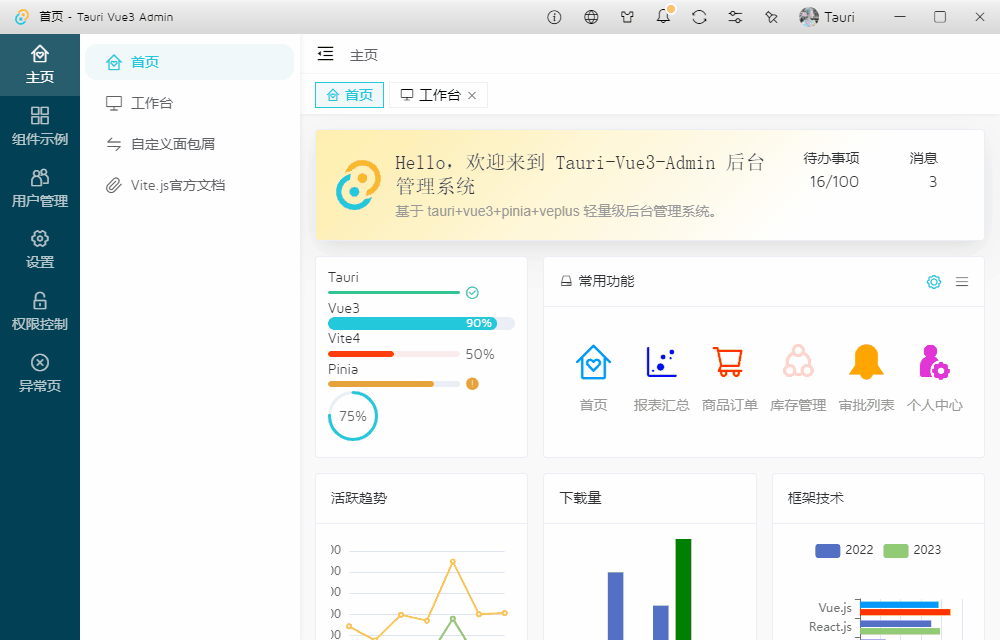 首页 - Tauri Vue3 Admin
Tauri
主页
组件示例
用户管理
设置
权限控制
异常页
首页
工作台
自定义面包屑
Vite.js官方文档
主页
首页
工作台
Hello，欢迎来到 Tauri-Vue3-Admin 后台
管理系统
基于 tauri+vue3+pinia+veplus 轻量级后台管理系统。
待办事项
16/100
消息
3
Tauri
Vue3
90%
Vite4
50%
Pinia
75%
常用功能
首页
报表汇总
商品订单
库存管理
审批列表
个人中心
活跃趋势
下载量
框架技术
2022
2023
Vue.js
React.js